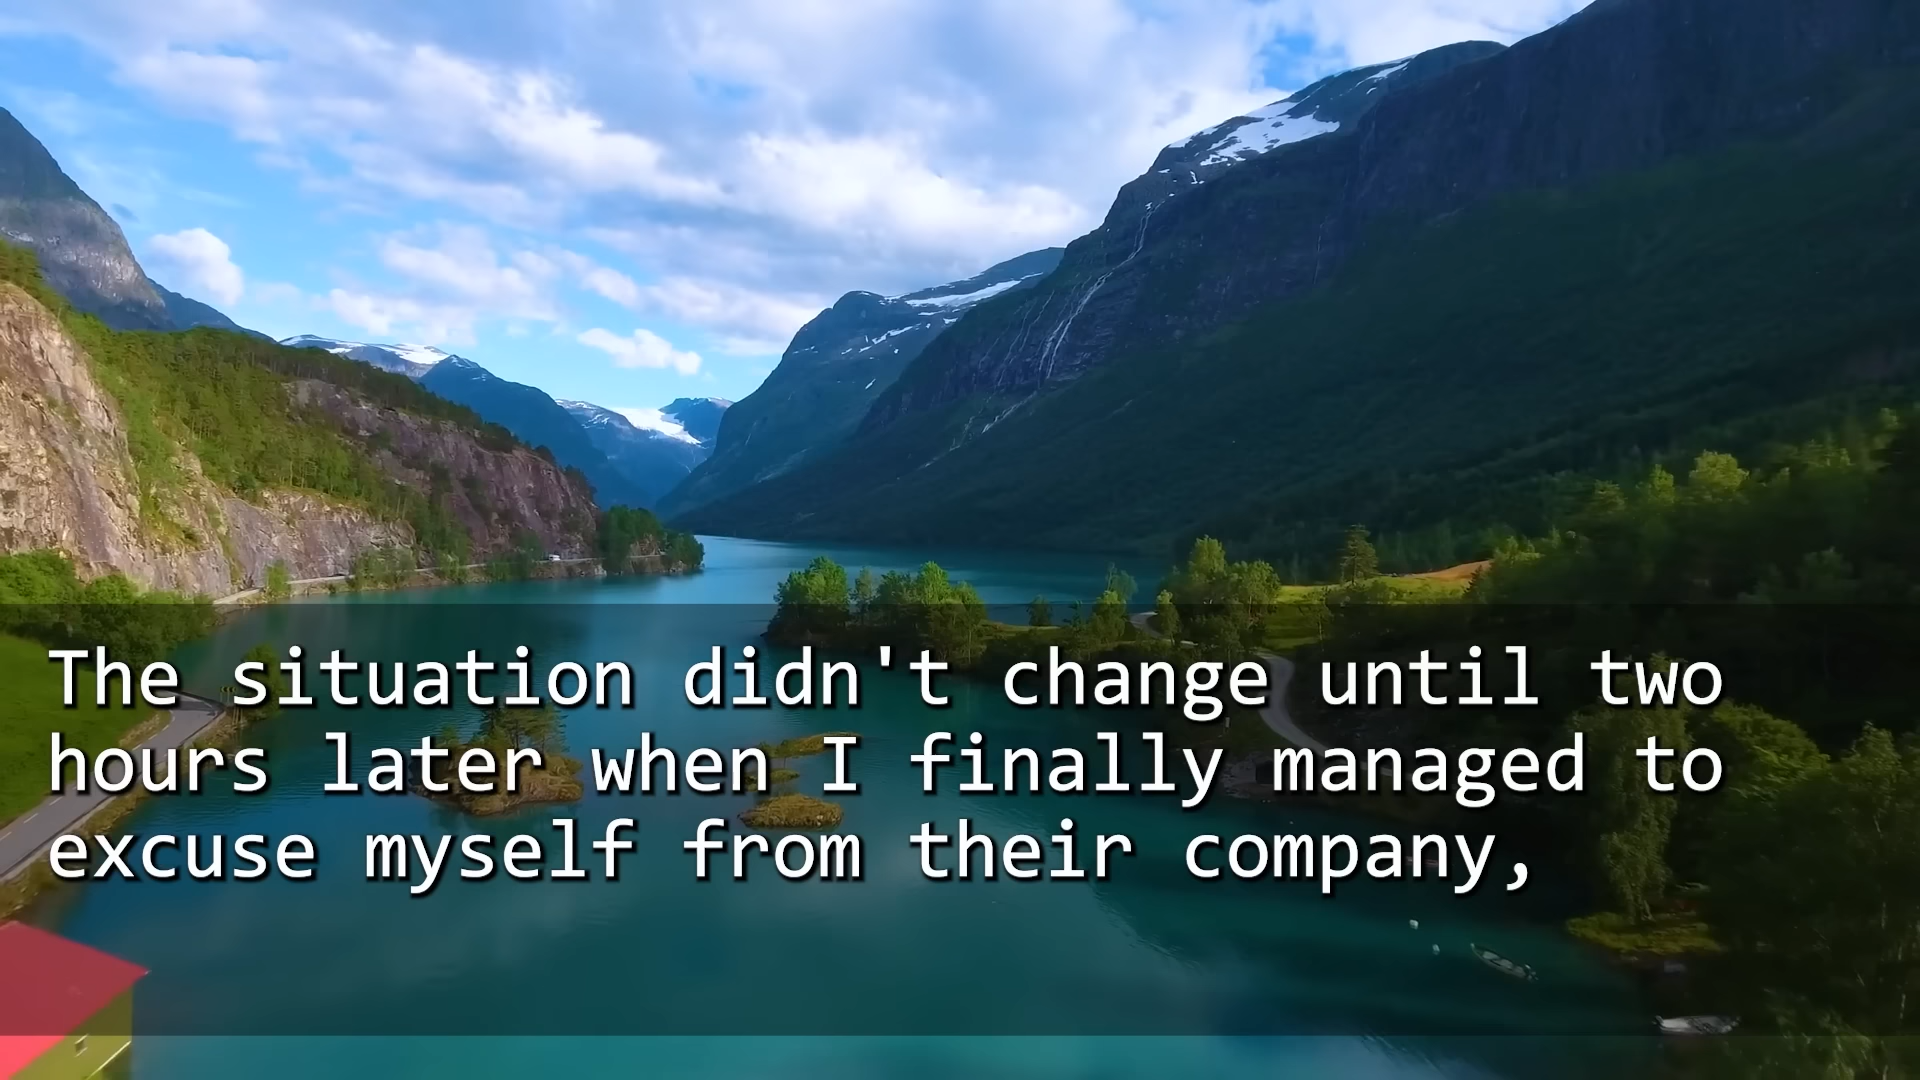 The situation didn't change until two
hours later when I finally managed to
excuse myself from their company,